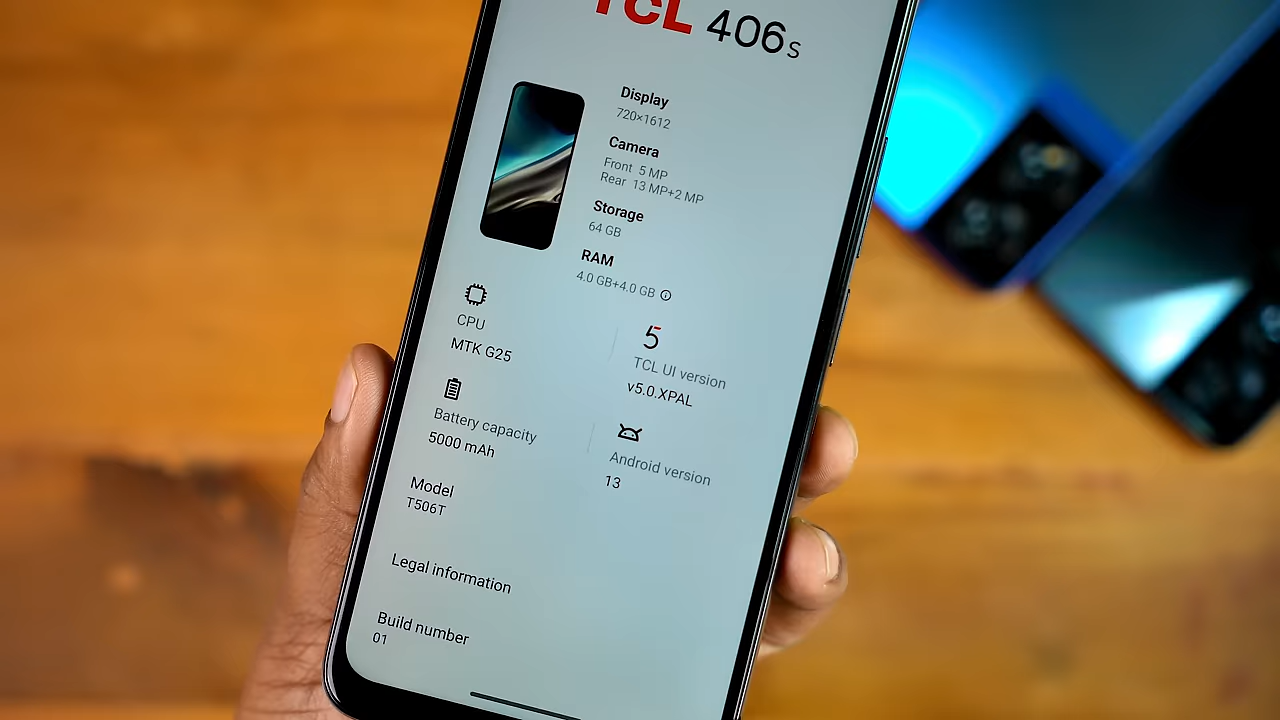 TCL 406s
Display
720×1612
Camera
Front 5 MP
Rear 13 MP+2 MP
Storage
64 GB
RAM
4.0 GB+4.0 GB
CPU
MTK G25
5
TCL UI version
v5.0.XPAL
Battery capacity
5000 mAh
Android version
13
Model
T506T
Legal information
Build number
01